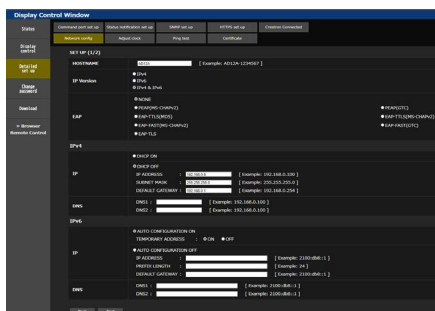 Display Control Window
Status
Display control
Detailed set up
Change password
Download
» Browser Remote Control
Command port set up
Status notification set up
SNMP set up
HTTPS set up
Crestron Connected
Network config.
Adjust clock
Ping test
Certificate
SET UP (1/2)
HOSTNAME
[ Example: AD12A-1234567 ]
IP Version
IPv4
IPv6
IPv4 & IPv6
EAP
NONE
PEAP(MS-CHAPv2) PEAP(GTC)
EAP-TTLS(MD5) EAP-TTLS(MS-CHAPv2)
EAP-FAST(MS-CHAPv2) EAP-FAST(GTC)
EAP-TLS
IPv4
IP
DHCP ON
DHCP OFF
IP ADDRESS : [ Example: 192.168.0.100 ]
SUBNET MASK : [ Example: 255.255.255.0 ]
DEFAULT GATEWAY : [ Example: 192.168.0.254 ]
DNS
DNS1 : [ Example: 192.168.0.100 ]
DNS2 : [ Example: 192.168.0.100 ]
IPv6
IP
AUTO CONFIGURATION ON
TEMPORARY ADDRESS : ON OFF
AUTO CONFIGURATION OFF
IP ADDRESS : [ Example: 2100:db8::1 ]
PREFIX LENGTH : [ Example: 24 ]
DEFAULT GATEWAY : [ Example: 2100:db8::1 ]
DNS
DNS1 : [ Example: 2100:db8::1 ]
DNS2 : [ Example: 2100:db8::1 ]